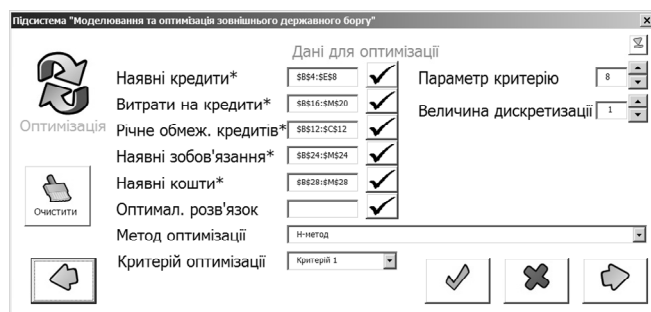 Підсистема "Моделювання та оптимізація зовнішнього державного боргу"
Дані для оптимізації
Наявні кредити* $B$4:$E$8 Параметр критерію 8
Витрати на кредити* $B$16:$M$20 Величина дискретизації 1
Оптимізація
Річне обмеж. кредитів* $B$12:$C$12
Наявні зобов'язання* $B$24:$M$24
Наявні кошти* $B$28:$M$28
Очистити
Оптимал. розв'язок
Метод оптимізації Н-метод
Критерій оптимізації Критерій 1